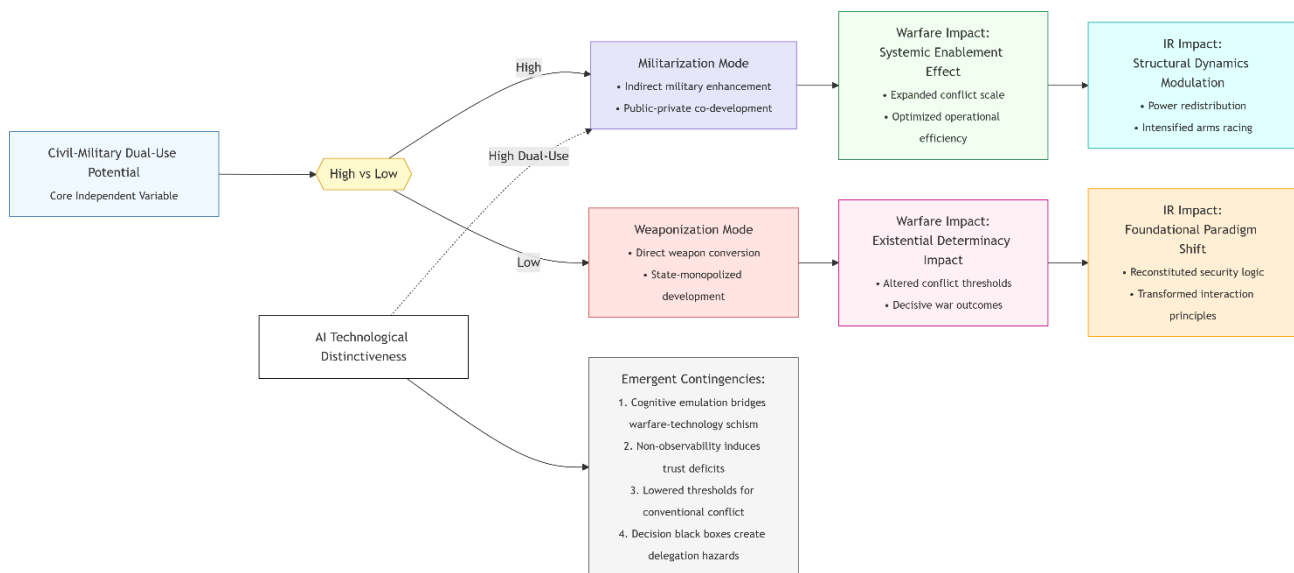 Civil-Military Dual-Use
Potential
Core Independent Variable
High vs Low
High
High Dual-Use
Low
AI Technological
Distinctiveness
Militarization Mode
• Indirect military enhancement
• Public-private co-development
Warfare Impact:
Systemic Enablement
Effect
• Expanded conflict scale
• Optimized operational
efficiency
IR Impact:
Structural Dynamics
Modulation
• Power redistribution
• Intensified arms racing
Weaponization Mode
• Direct weapon conversion
• State-monopolized
development
Warfare Impact:
Existential Determinacy
Impact
• Altered conflict thresholds
• Decisive war outcomes
IR Impact:
Foundational Paradigm
Shift
• Reconstituted security logic
• Transformed interaction
principles
Emergent Contingencies:
1. Cognitive emulation bridges
warfare-technology schism
2. Non-observability induces
trust deficits
3. Lowered thresholds for
conventional conflict
4. Decision black boxes create
delegation hazards